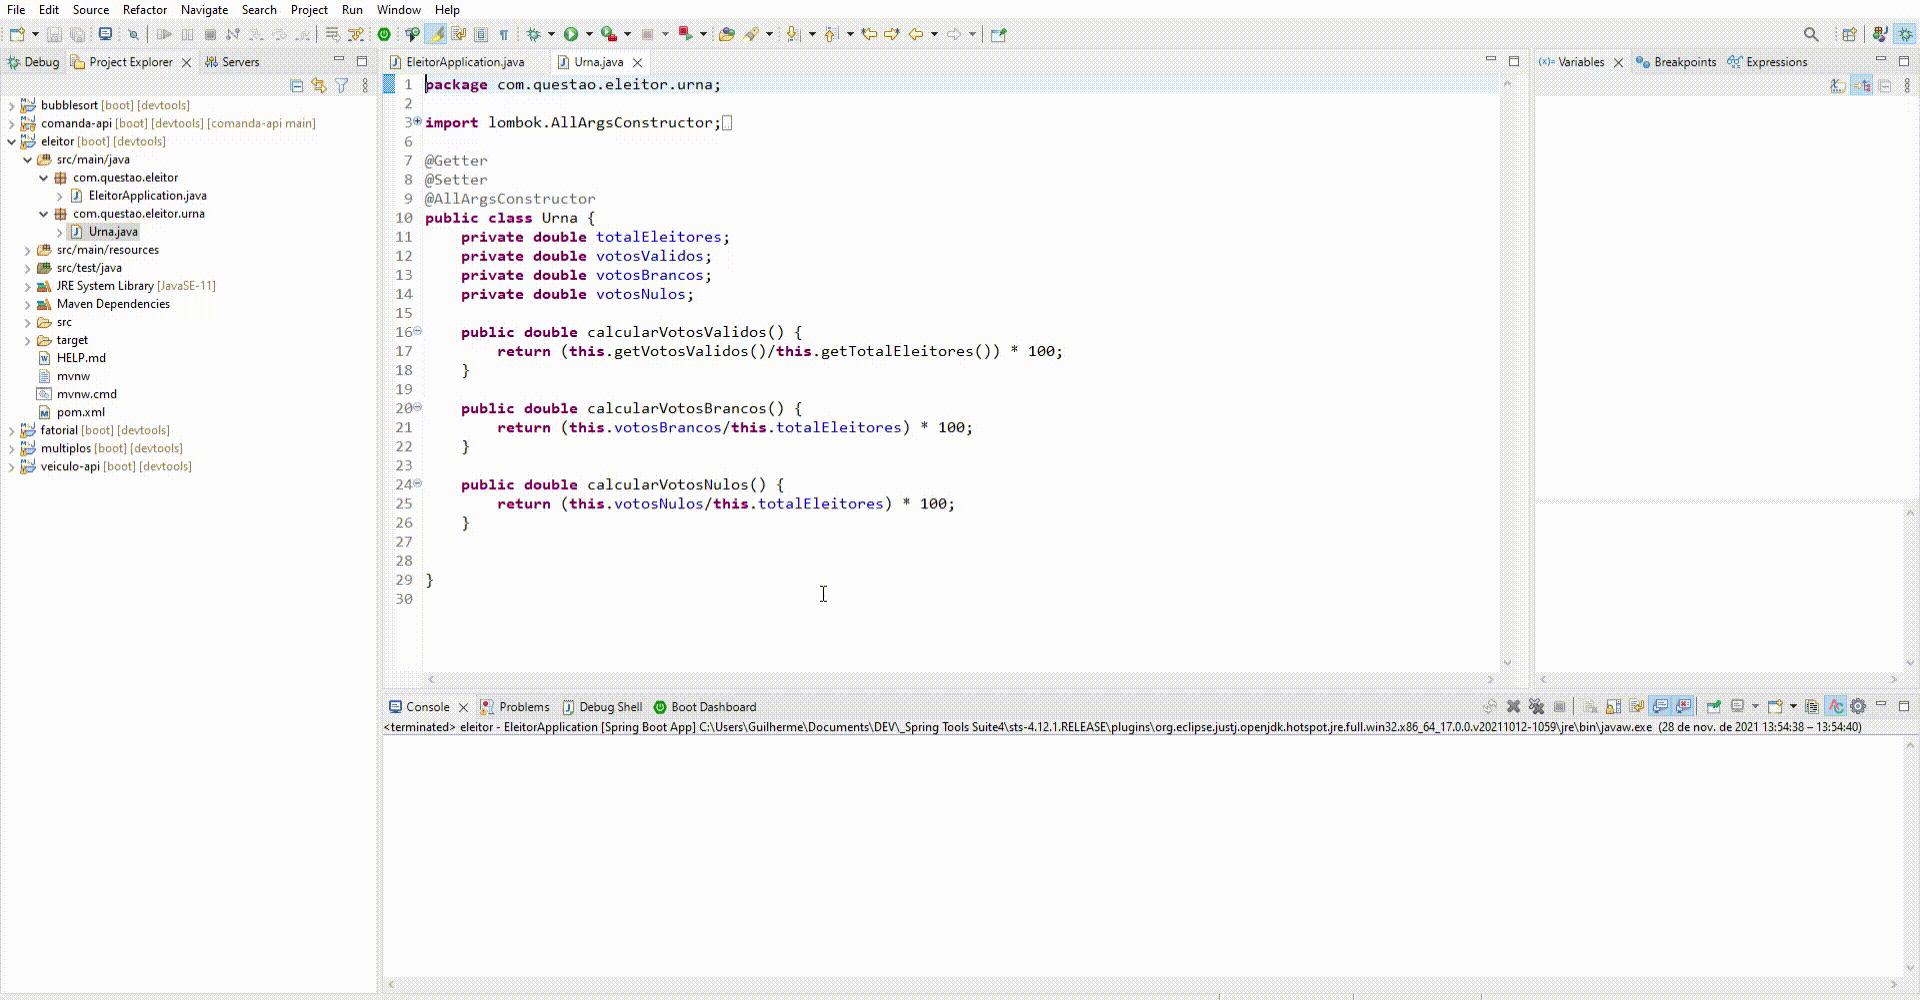 File Edit Source Refactor Navigate Search Project Run Window Help
Debug Project Explorer Servers
bubblesort [boot] [devtools]
comanda-api [boot] [devtools] [comanda-api main]
eleitor [boot] [devtools]
src/main/java
com.questao.eleitor
EleitorApplication.java
com.questao.eleitor.urna
Urna.java
src/main/resources
src/test/java
JRE System Library [JavaSE-11]
Maven Dependencies
src
target
HELP.md
mvnw
mvnw.cmd
pom.xml
fatorial [boot] [devtools]
multiplos [boot] [devtools]
veiculo-api [boot] [devtools]
EleitorApplication.java Urna.java
1 package com.questao.eleitor.urna;
2
3 import lombok.AllArgsConstructor;
6
7 @Getter
8 @Setter
9 @AllArgsConstructor
10 public class Urna {
11 private double totalEleitores;
12 private double votosValidos;
13 private double votosBrancos;
14 private double votosNulos;
15
16 public double calcularVotosValidos() {
17 return (this.getVotosValidos()/this.getTotalEleitores()) * 100;
18 }
19
20 public double calcularVotosBrancos() {
21 return (this.votosBrancos/this.totalEleitores) * 100;
22 }
23
24 public double calcularVotosNulos() {
25 return (this.votosNulos/this.totalEleitores) * 100;
26 }
27
28
29 }
30
(x)= Variables Breakpoints Expressions
Console Problems Debug Shell Boot Dashboard
<terminated> eleitor - EleitorApplication [Spring Boot App] C:\Users\Guilherme\Documents\DEV\_Spring Tools Suite4\sts-4.12.1.RELEASE\plugins\org.eclipse.justj.openjdk.hotspot.jre.full.win32.x86_64_17.0.0.v20211012-1059\jre\bin\javaw.exe (28 de nov. de 2021 13:54:38 – 13:54:40)